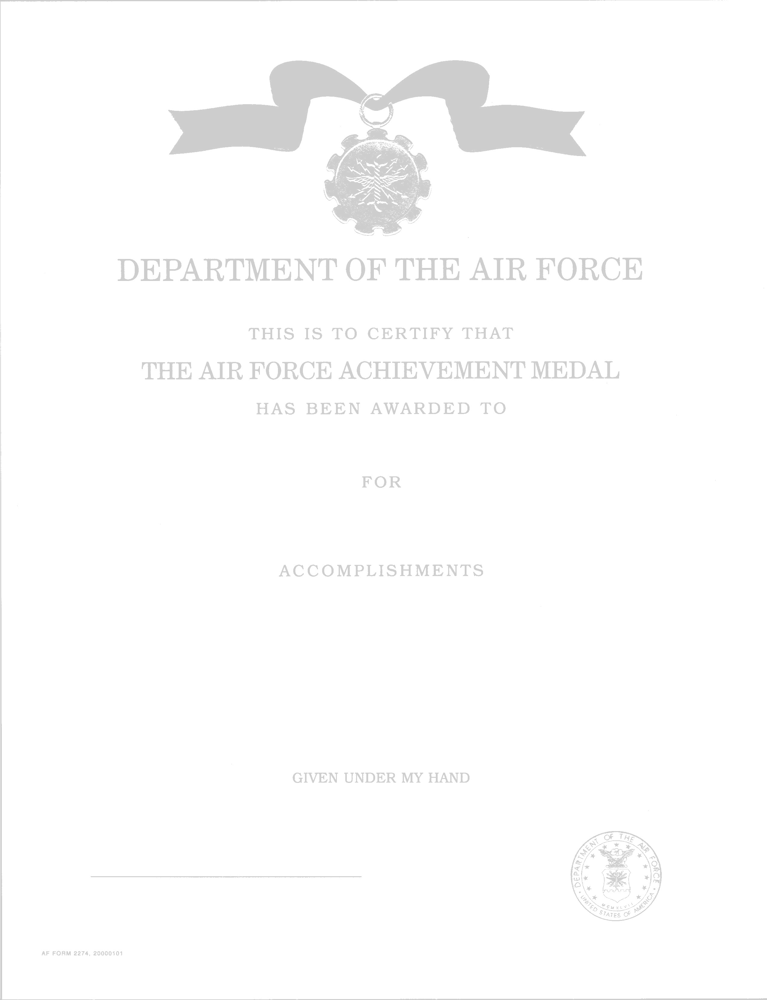 DEPARTMENT OF THE AIR FORCE
THIS IS TO CERTIFY THAT
THE AIR FORCE ACHIEVEMENT MEDAL
HAS BEEN AWARDED TO
FOR
ACCOMPLISHMENTS
GIVEN UNDER MY HAND
DEPARTMENT OF THE AIR FORCE
MCMXLVII
• UNITED STATES OF AMERICA •
AF FORM 2274, 20000101